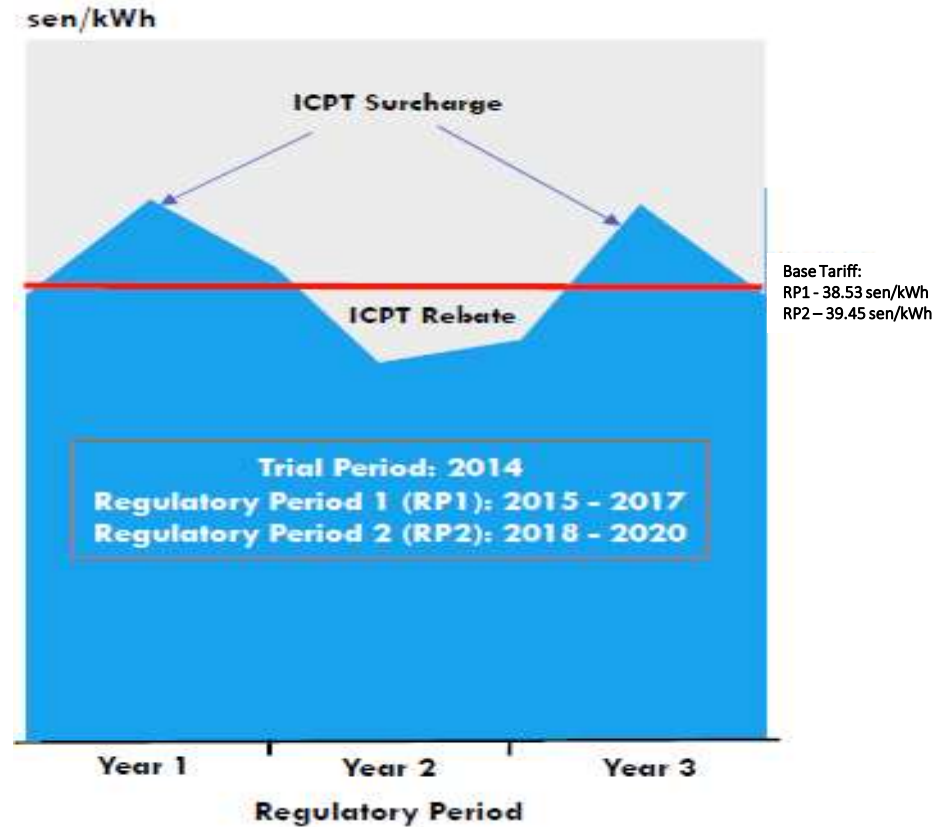 sen/kWh
ICPT Surcharge
Base Tariff:
RP1 - 38.53 sen/kWh
RP2 – 39.45 sen/kWh
ICPT Rebate
Trial Period: 2014
Regulatory Period 1 (RP1): 2015 - 2017
Regulatory Period 2 (RP2): 2018 - 2020
Year 1
Year 2
Year 3
Regulatory Period